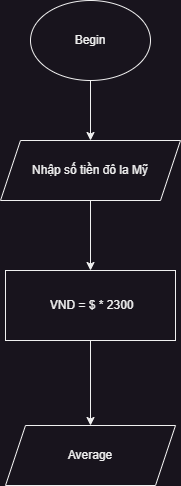 Begin
Nhập số tiền đô la Mỹ
VND = $ * 2300
Average